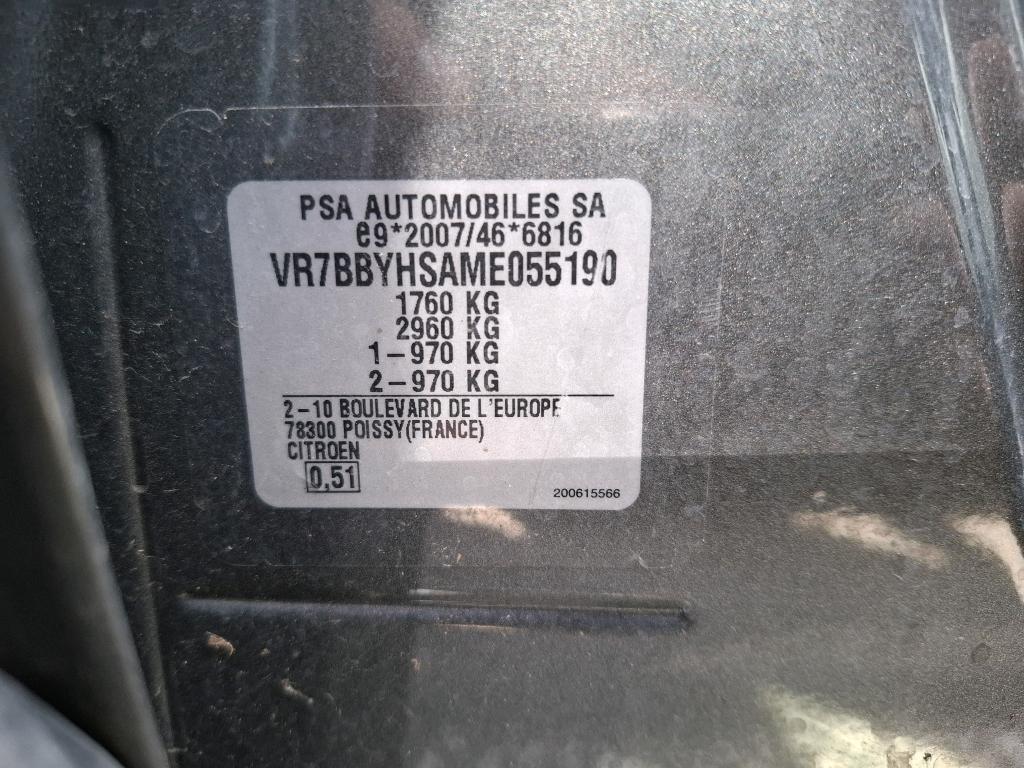 PSA AUTOMOBILES SA
e9*2007/46*6816
VR7BBYHSAME055190
1760 KG
2960 KG
1-970 KG
2-970 KG
2-10 BOULEVARD DE L'EUROPE
78300 POISSY(FRANCE)
CITROEN
0,51
200615566